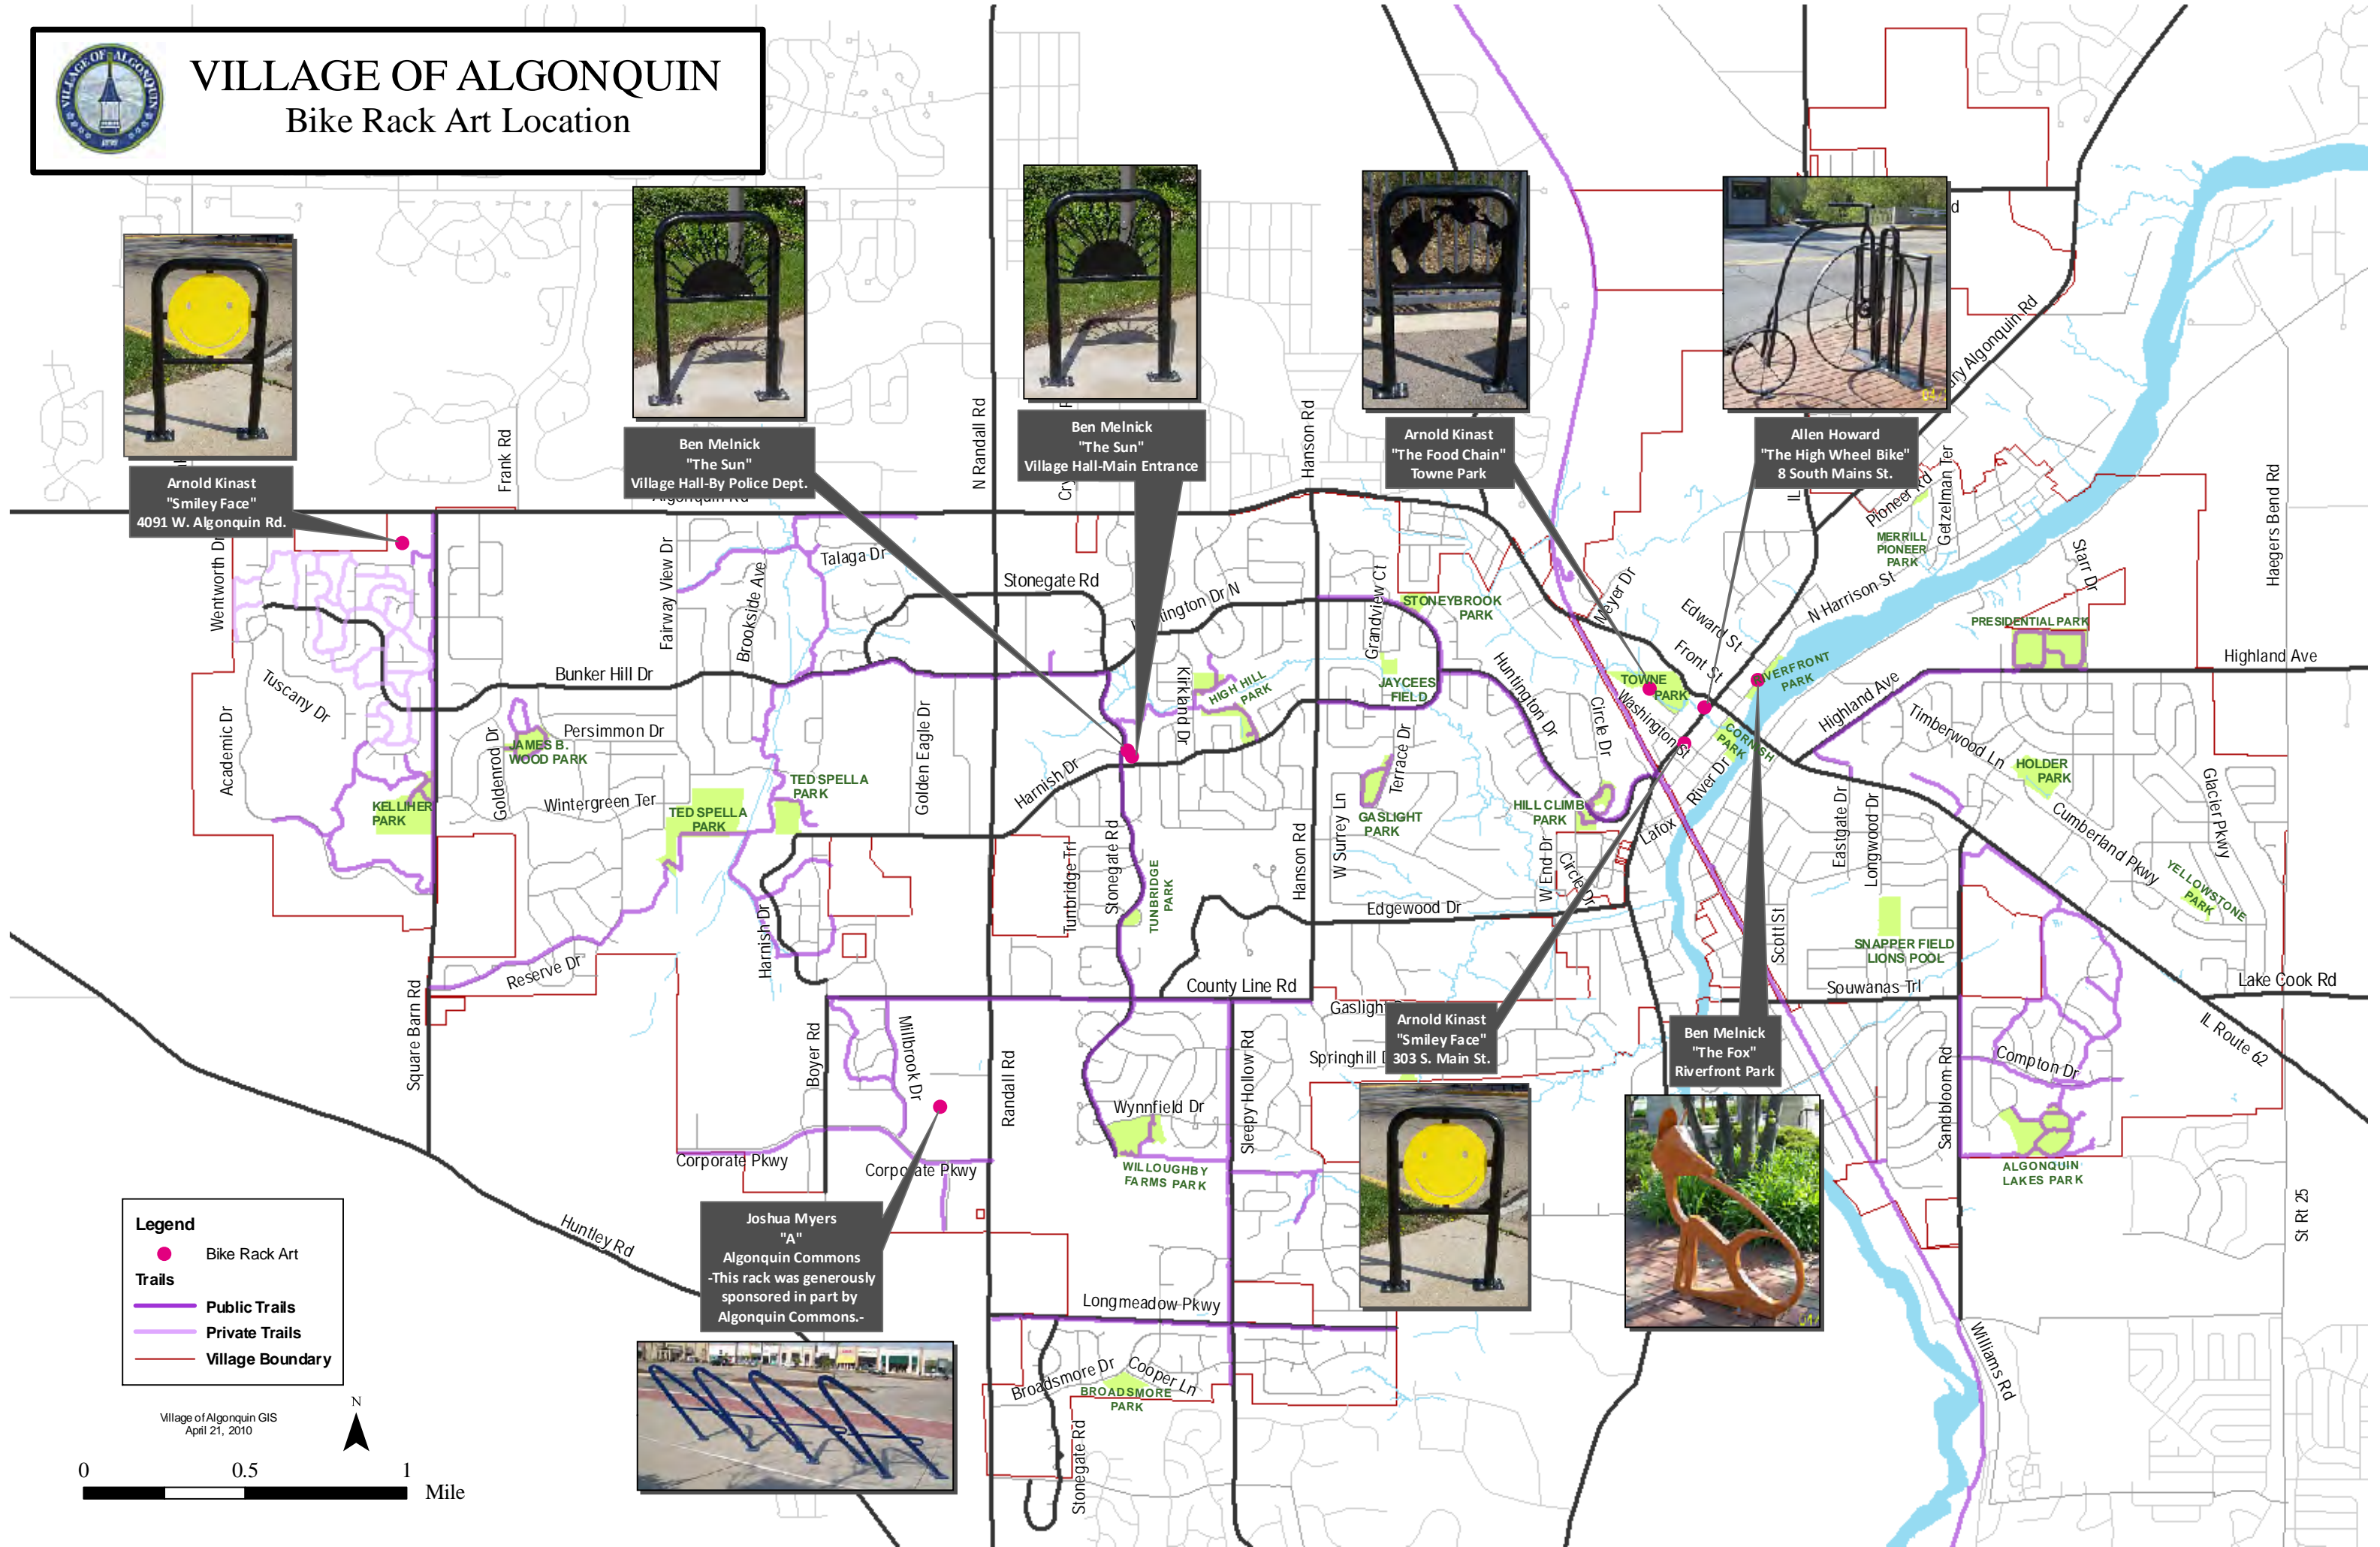 VILLAGE OF ALGONQUIN
Bike Rack Art Location
Arnold Kinast
"Smiley Face"
4091 W. Algonquin Rd.
Ben Melnick
"The Sun"
Village Hall-By Police Dept.
Ben Melnick
"The Sun"
Village Hall-Main Entrance
Arnold Kinast
"The Food Chain"
Towne Park
Allen Howard
"The High Wheel Bike"
8 South Mains St.
Frank Rd
N Randall Rd
Hanson Rd
Pioneer Rd
Getzelman Ter
Haegers Bend Rd
MERRILL
PIONEER
PARK
Wentworth Dr
Fairway View Dr
Brookside Ave
Talaga Dr
Stonegate Rd
Grandview Ct
STONEYBROOK
PARK
Meyer Dr
Edward St
Front St
N Harrison St
Starr Dr
PRESIDENTIAL PARK
Highland Ave
Tuscany Dr
Academic Dr
Bunker Hill Dr
Persimmon Dr
JAMES B.
WOOD PARK
Goldenrod Dr
Wintergreen Ter
KELLIHER
PARK
TED SPELLA
PARK
TED SPELLA
PARK
Golden Eagle Dr
Harnish Dr
Kirkland Dr
HIGH HILL
PARK
JAYCEES
FIELD
Huntington Dr
Circle Dr
TOWNE
PARK
Washington St
CORNISH
PARK
River Dr
Highland Ave
Timberwood Ln
HOLDER
PARK
Cumberland Pkwy
Glacier Pkwy
YELLOWSTONE
PARK
Terrace Dr
GASLIGHT
PARK
W Surrey Ln
Hanson Rd
HILL CLIMB
PARK
W End Dr
Circle Dr
Lafox
Eastgate Dr
Longwood Dr
Scott St
SNAPPER FIELD
LIONS POOL
Tunbridge Trl
Stonegate Rd
TUNBRIDGE
PARK
Edgewood Dr
Harnish Dr
Reserve Dr
Square Barn Rd
County Line Rd
Souwanas Trl
Lake Cook Rd
IL Route 62
Boyer Rd
Millbrook Dr
Randall Rd
Sleepy Hollow Rd
Wynnfield Dr
WILLOUGHBY
FARMS PARK
Arnold Kinast
"Smiley Face"
303 S. Main St.
Ben Melnick
"The Fox"
Riverfront Park
Sandbloom Rd
Compton Dr
ALGONQUIN
LAKES PARK
St Rt 25
Corporate Pkwy
Corporate Pkwy
Huntley Rd
Joshua Myers
"A"
Algonquin Commons
-This rack was generously
sponsored in part by
Algonquin Commons.-
Longmeadow Pkwy
Broadsmore Dr
Cooper Ln
BROADSMORE
PARK
Stonegate Rd
Williams Rd
Legend
Bike Rack Art
Trails
Public Trails
Private Trails
Village Boundary
Village of Algonquin GIS
April 21, 2010
N
0 0.5 1
Mile